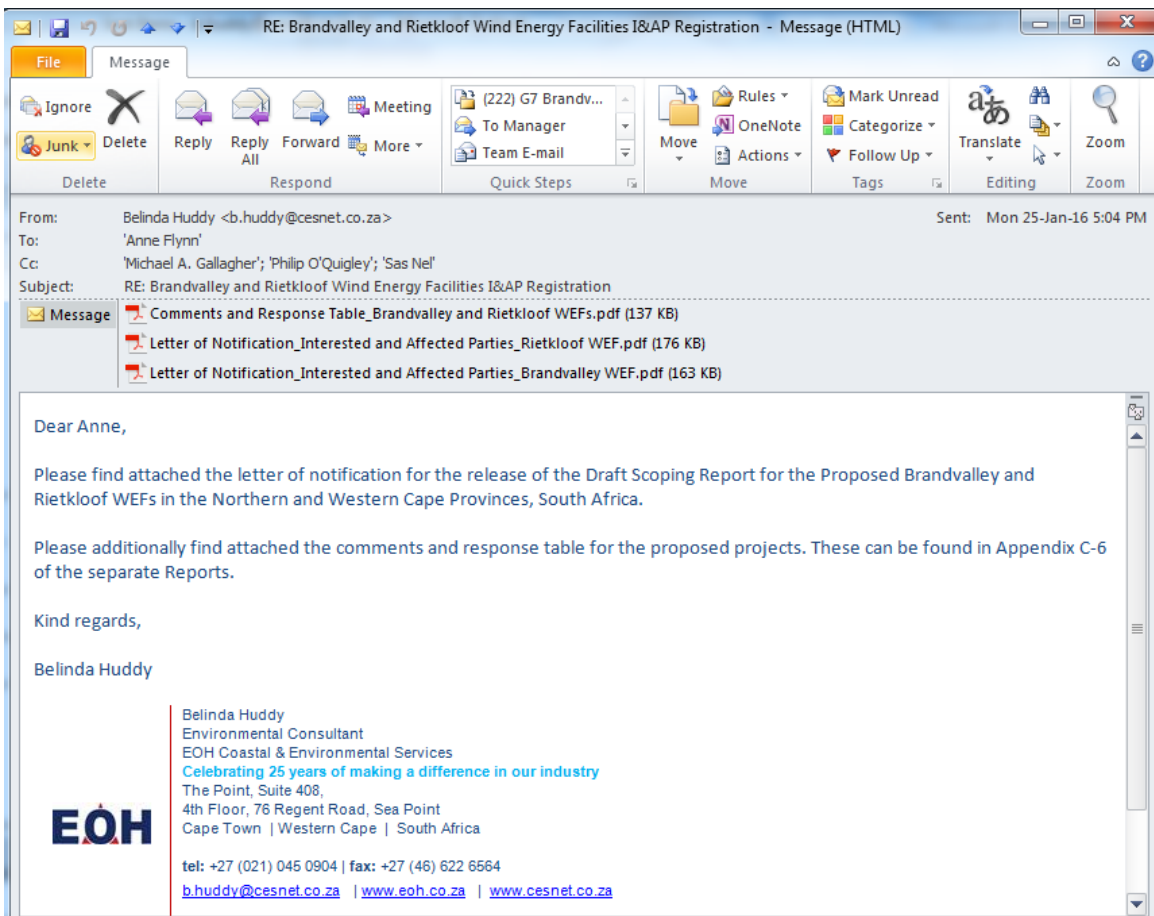 RE: Brandvalley and Rietkloof Wind Energy Facilities I&AP Registration - Message (HTML)
File Message
Ignore
Junk
Delete
Reply
Reply All
Forward
Meeting
More
(222) G7 Brandv...
To Manager
Team E-mail
Move
Rules
OneNote
Actions
Mark Unread
Categorize
Follow Up
Translate
Zoom
Delete Respond Quick Steps Move Tags Editing Zoom
From: Belinda Huddy <b.huddy@cesnet.co.za> Sent: Mon 25-Jan-16 5:04 PM
To: 'Anne Flynn'
Cc: 'Michael A. Gallagher'; 'Philip O'Quigley'; 'Sas Nel'
Subject: RE: Brandvalley and Rietkloof Wind Energy Facilities I&AP Registration
Message Comments and Response Table_Brandvalley and Rietkloof WEFs.pdf (137 KB)
Letter of Notification_Interested and Affected Parties_Rietkloof WEF.pdf (176 KB)
Letter of Notification_Interested and Affected Parties_Brandvalley WEF.pdf (163 KB)
Dear Anne,
Please find attached the letter of notification for the release of the Draft Scoping Report for the Proposed Brandvalley and
Rietkloof WEFs in the Northern and Western Cape Provinces, South Africa.
Please additionally find attached the comments and response table for the proposed projects. These can be found in Appendix C-6
of the separate Reports.
Kind regards,
Belinda Huddy
Belinda Huddy
Environmental Consultant
EOH Coastal & Environmental Services
Celebrating 25 years of making a difference in our industry
The Point, Suite 408,
4th Floor, 76 Regent Road, Sea Point
Cape Town | Western Cape | South Africa
EOH
tel: +27 (021) 045 0904 | fax: +27 (46) 622 6564
b.huddy@cesnet.co.za | www.eoh.co.za | www.cesnet.co.za